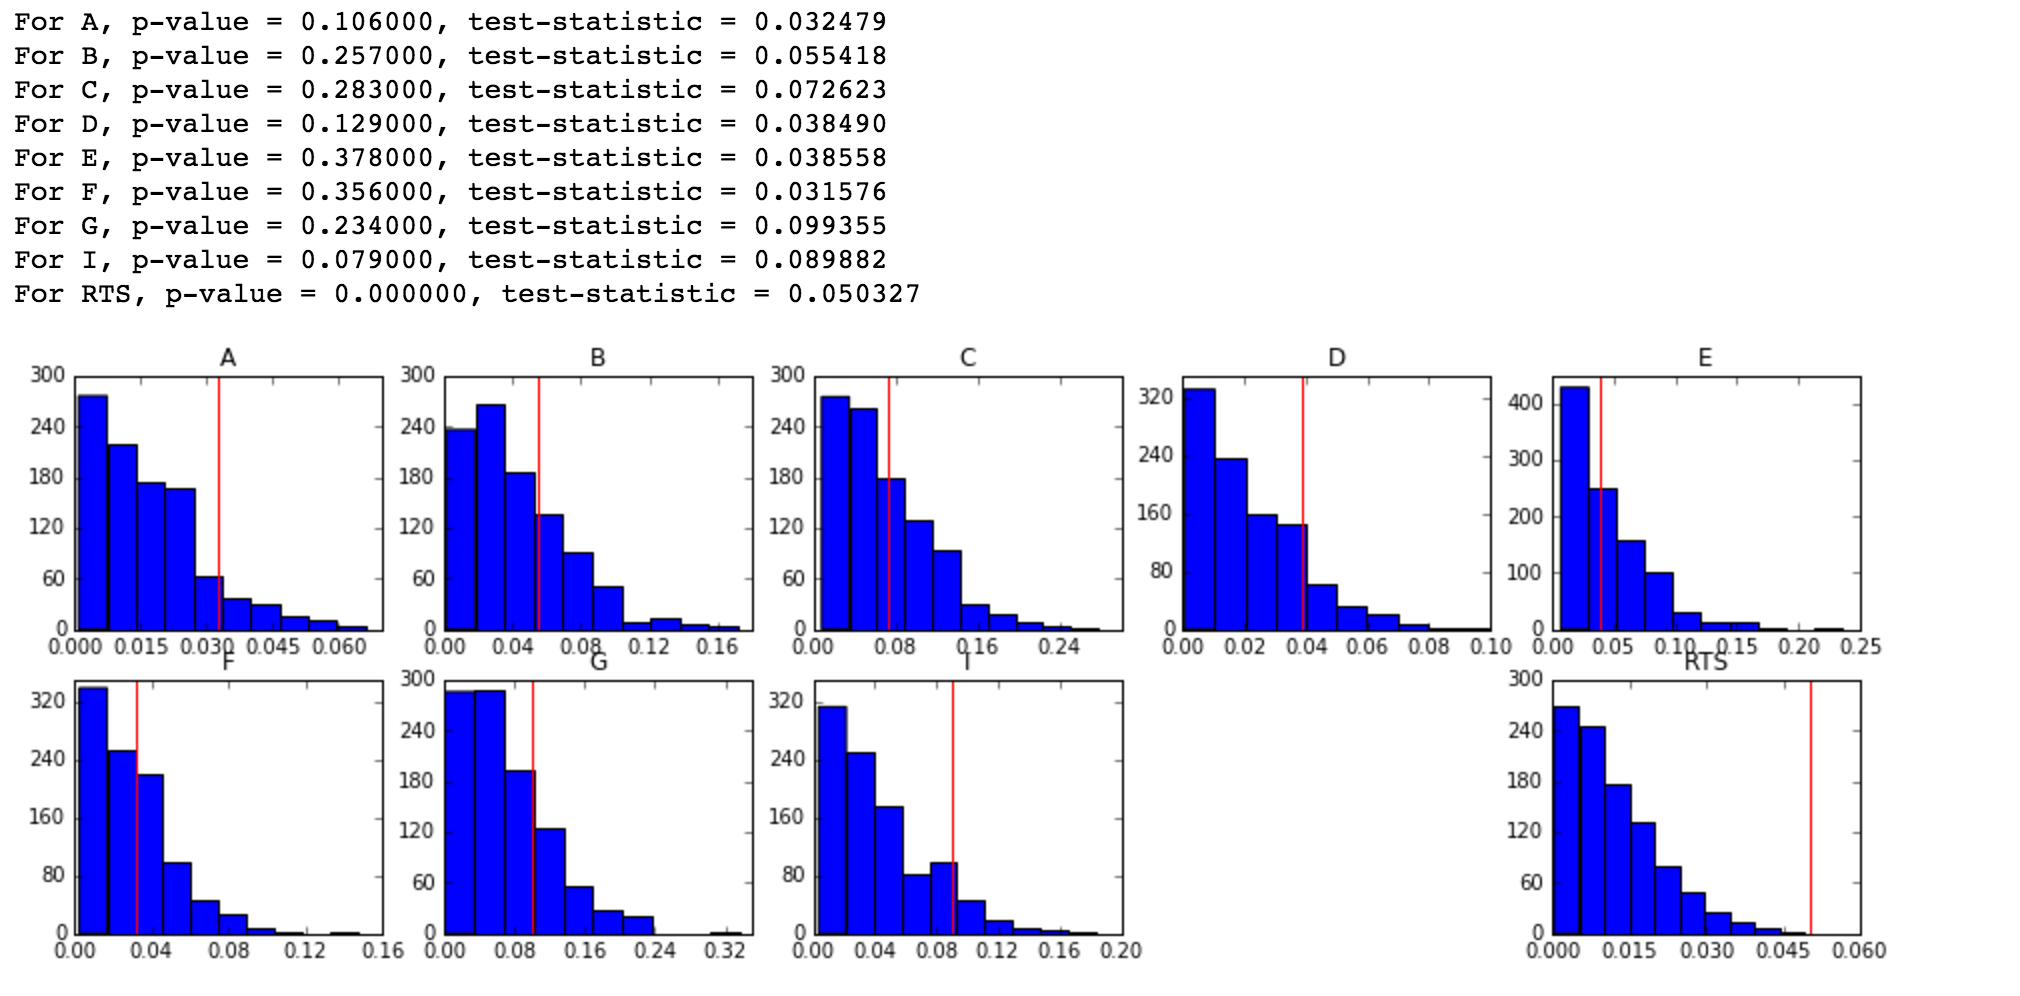 For A, p-value = 0.106000, test-statistic = 0.032479
For B, p-value = 0.257000, test-statistic = 0.055418
For C, p-value = 0.283000, test-statistic = 0.072623
For D, p-value = 0.129000, test-statistic = 0.038490
For E, p-value = 0.378000, test-statistic = 0.038558
For F, p-value = 0.356000, test-statistic = 0.031576
For G, p-value = 0.234000, test-statistic = 0.099355
For I, p-value = 0.079000, test-statistic = 0.089882
For RTS, p-value = 0.000000, test-statistic = 0.050327
A
300
240
180
120
60
0
0.000 0.015 0.030 0.045 0.060
B
300
240
180
120
60
0
0.00 0.04 0.08 0.12 0.16
C
300
240
180
120
60
0
0.00 0.08 0.16 0.24
D
320
240
160
80
0
0.00 0.02 0.04 0.06 0.08 0.10
E
400
300
200
100
0
0.00 0.05 0.10 0.15 0.20 0.25
F
320
240
160
80
0
0.00 0.04 0.08 0.12 0.16
G
300
240
180
120
60
0
0.00 0.08 0.16 0.24 0.32
I
320
240
160
80
0
0.00 0.04 0.08 0.12 0.16 0.20
RTS
300
240
180
120
60
0
0.000 0.015 0.030 0.045 0.060